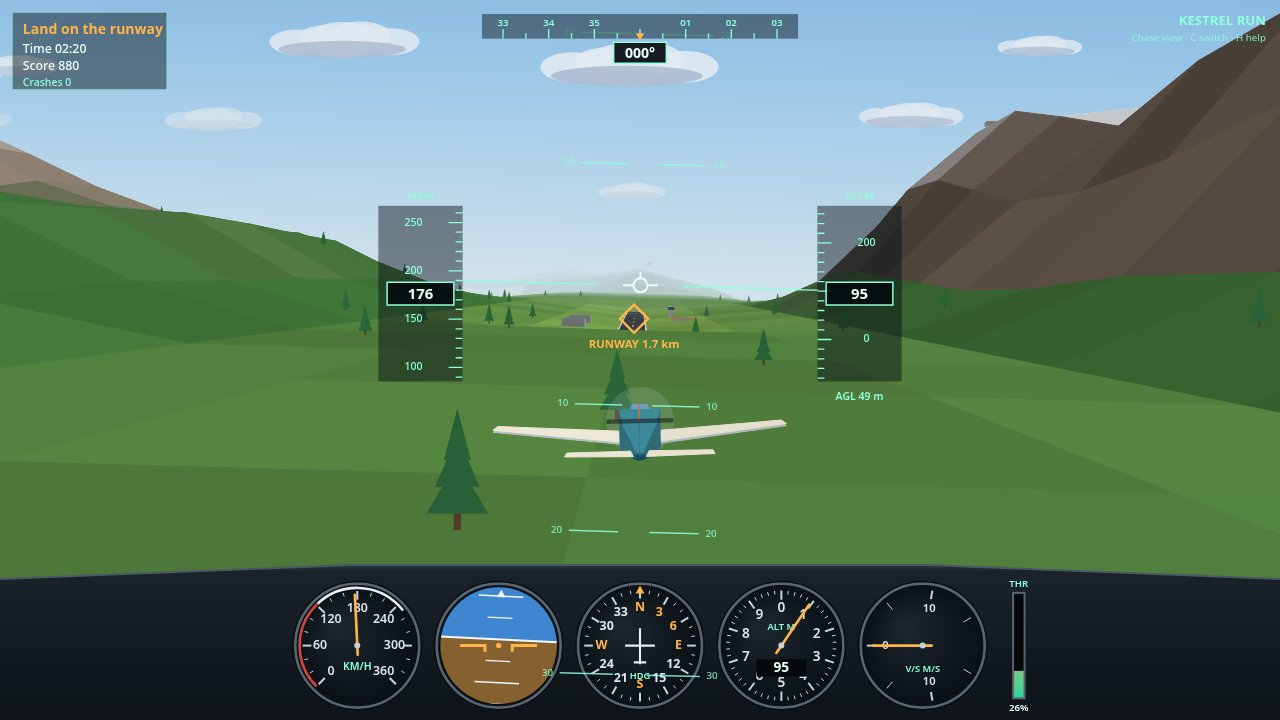 Land on the runway
Time 02:20
Score 880
Crashes 0
33 34 35 01 02 03
000°
KESTREL RUN
Chase view · C switch · H help
10 10
KM/H
250
200
176
150
100
ALT M
200
95
0
AGL 49 m
RUNWAY 1.7 km
10 10
20 20
30 30
0 60 120 180 240 300 360
KM/H
N 3 6 E 12 15 S 21 24 W 30 33
HDG
0 1 2 3 5 6 7 8 9
ALT M
95
10
0
10
V/S M/S
THR
26%